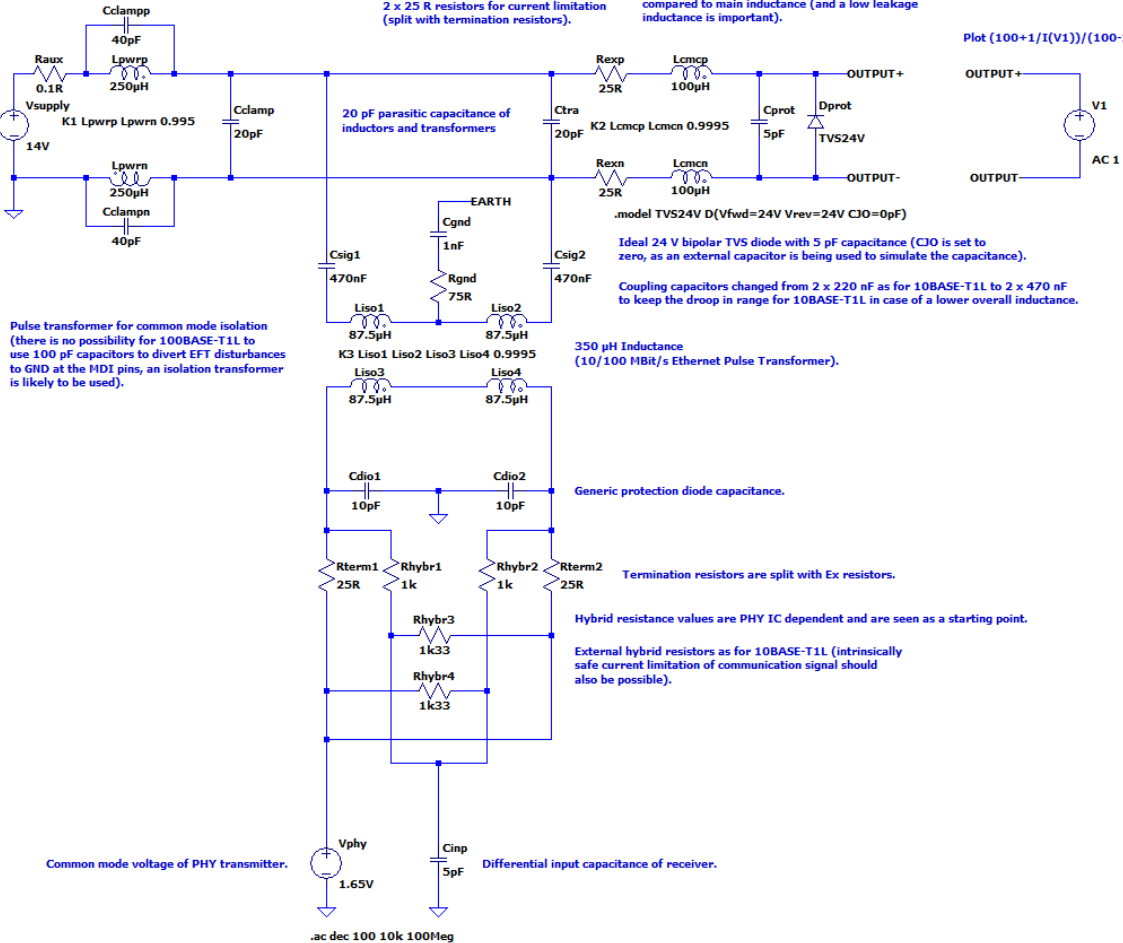 Cclampp
40pF
2 x 25 R resistors for current limitation
(split with termination resistors).
compared to main inductance (and a low leakage
inductance is important).
Plot (100+1/I(V1))/(100-
Raux
0.1R
Lpwrp
250µH
Rexp
25R
Lcmcp
100µH
OUTPUT+
OUTPUT+
Vsupply
14V
K1 Lpwrp Lpwrn 0.995
Cclamp
20pF
20 pF parasitic capacitance of
inductors and transformers
Ctra
20pF
K2 Lcmcp Lcmcn 0.9995
Cprot
5pF
Dprot
TVS24V
V1
AC 1
Lpwrn
250µH
Cclampn
40pF
Rexn
25R
Lcmcn
100µH
OUTPUT-
OUTPUT-
EARTH
Cgnd
1nF
.model TVS24V D(Vfwd=24V Vrev=24V CJO=0pF)
Ideal 24 V bipolar TVS diode with 5 pF capacitance (CJO is set to
zero, as an external capacitor is being used to simulate the capacitance).
Csig1
470nF
Rgnd
75R
Csig2
470nF
Coupling capacitors changed from 2 x 220 nF as for 10BASE-T1L to 2 x 470 nF
to keep the droop in range for 10BASE-T1L in case of a lower overall inductance.
Liso1
87.5µH
Liso2
87.5µH
Pulse transformer for common mode isolation
(there is no possibility for 100BASE-T1L to
use 100 pF capacitors to divert EFT disturbances
to GND at the MDI pins, an isolation transformer
is likely to be used).
K3 Liso1 Liso2 Liso3 Liso4 0.9995
350 µH Inductance
(10/100 MBit/s Ethernet Pulse Transformer).
Liso3
87.5µH
Liso4
87.5µH
Cdio1
10pF
Cdio2
10pF
Generic protection diode capacitance.
Rterm1
25R
Rhybr1
1k
Rhybr2
1k
Rterm2
25R
Termination resistors are split with Ex resistors.
Rhybr3
1k33
Hybrid resistance values are PHY IC dependent and are seen as a starting point.
External hybrid resistors as for 10BASE-T1L (intrinsically
safe current limitation of communication signal should
also be possible).
Rhybr4
1k33
Common mode voltage of PHY transmitter.
Vphy
1.65V
Cinp
5pF
Differential input capacitance of receiver.
.ac dec 100 10k 100Meg